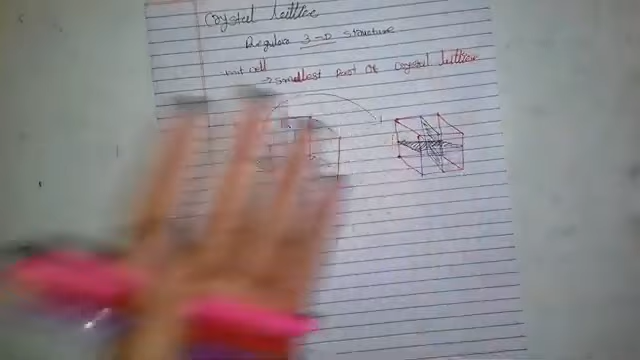 Crystal lattice
Regular 3-D structure
unit cell
→ smallest part of crystal lattice